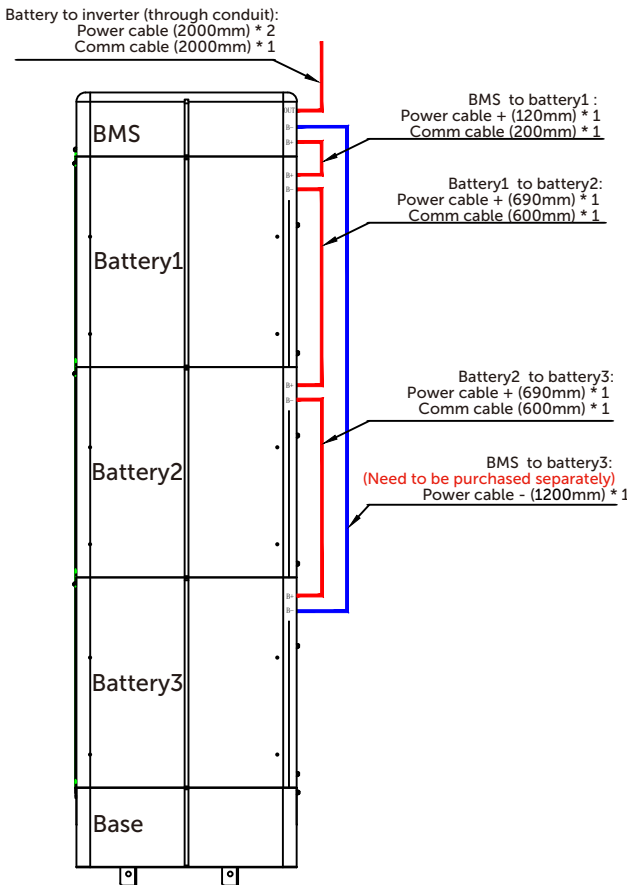 Battery to inverter (through conduit):
Power cable (2000mm) * 2
Comm cable (2000mm) * 1
OUT
BMS
B-
B+
BMS to battery1 :
Power cable + (120mm) * 1
Comm cable (200mm) * 1
B+
B-
Battery1 to battery2:
Power cable + (690mm) * 1
Comm cable (600mm) * 1
Battery1
B+
B-
Battery2 to battery3:
Power cable + (690mm) * 1
Comm cable (600mm) * 1
Battery2
BMS to battery3:
(Need to be purchased separately)
Power cable - (1200mm) * 1
B+
B-
Battery3
Base